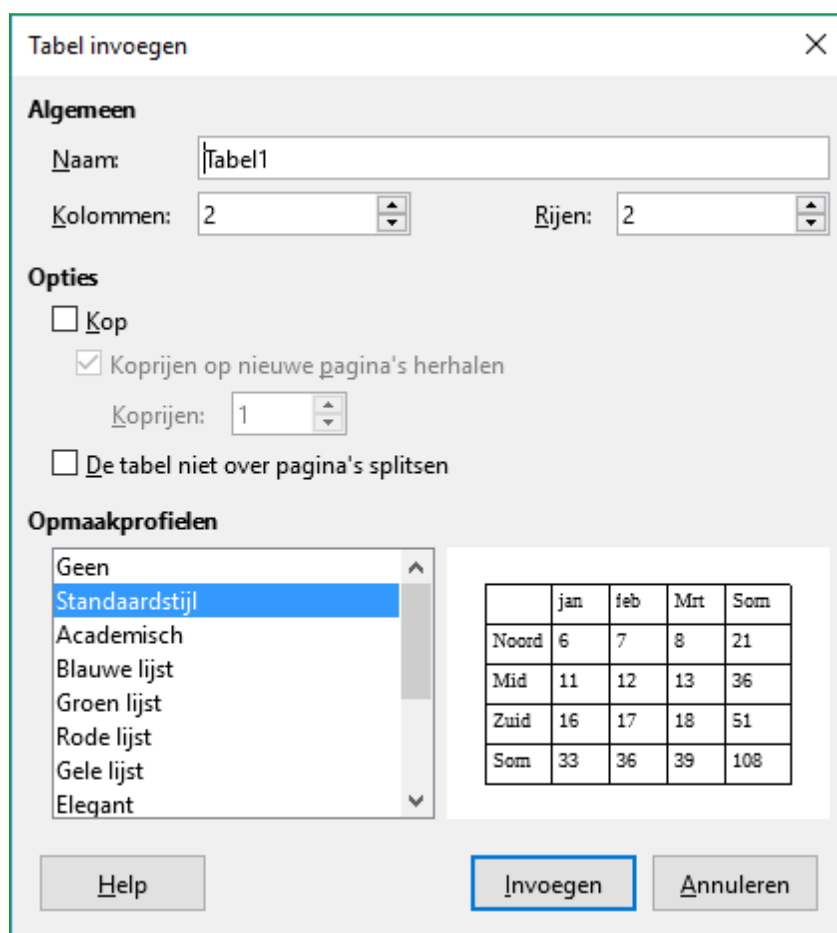 Tabel invoegen
Algemeen
Naam: Tabel1
Kolommen: 2 Rijen: 2
Opties
Kop
Koprijen op nieuwe pagina's herhalen
Koprijen: 1
De tabel niet over pagina's splitsen
Opmaakprofielen
Geen
Standaardstijl
Academisch
Blauwe lijst
Groen lijst
Rode lijst
Gele lijst
Elegant
jan feb Mrt Som
Noord 6 7 8 21
Mid 11 12 13 36
Zuid 16 17 18 51
Som 33 36 39 108
Help Invoegen Annuleren